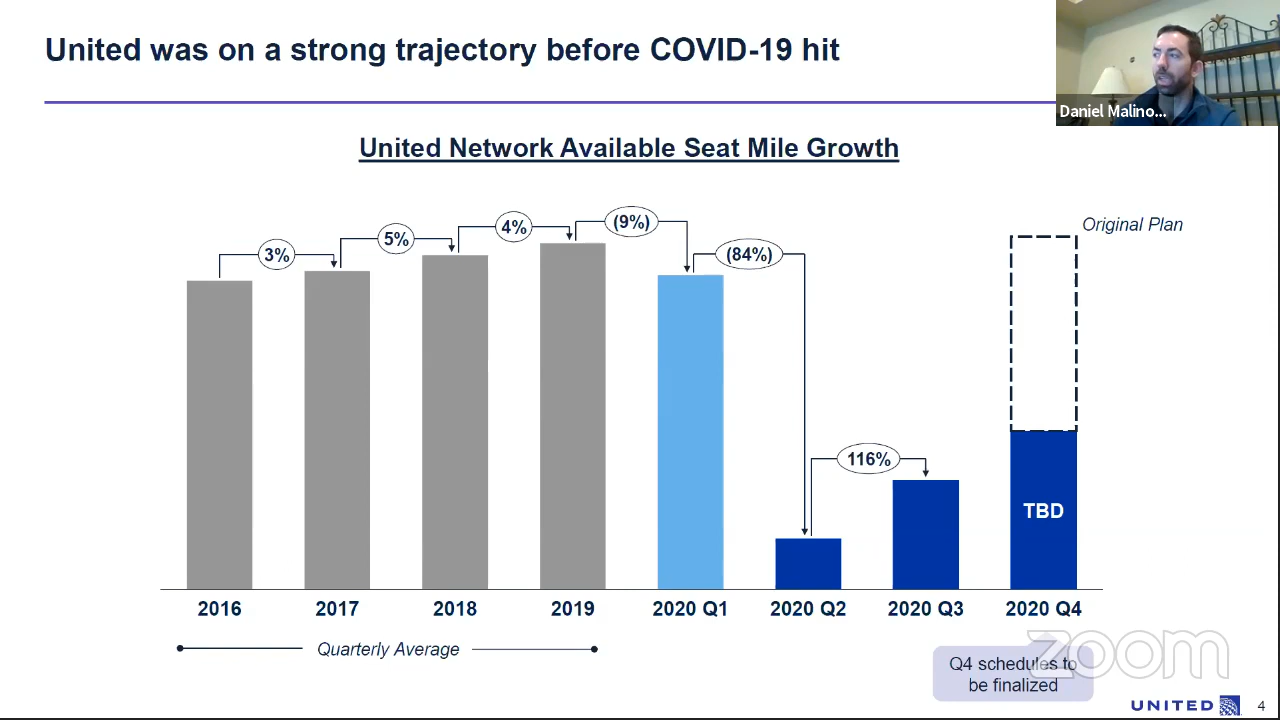 United was on a strong trajectory before COVID-19 hit
Daniel Malino...
United Network Available Seat Mile Growth
Original Plan
3%
5%
4%
(9%)
(84%)
116%
TBD
2016
2017
2018
2019
2020 Q1
2020 Q2
2020 Q3
2020 Q4
Quarterly Average
Q4 schedules to
be finalized
zoom
UNITED
4